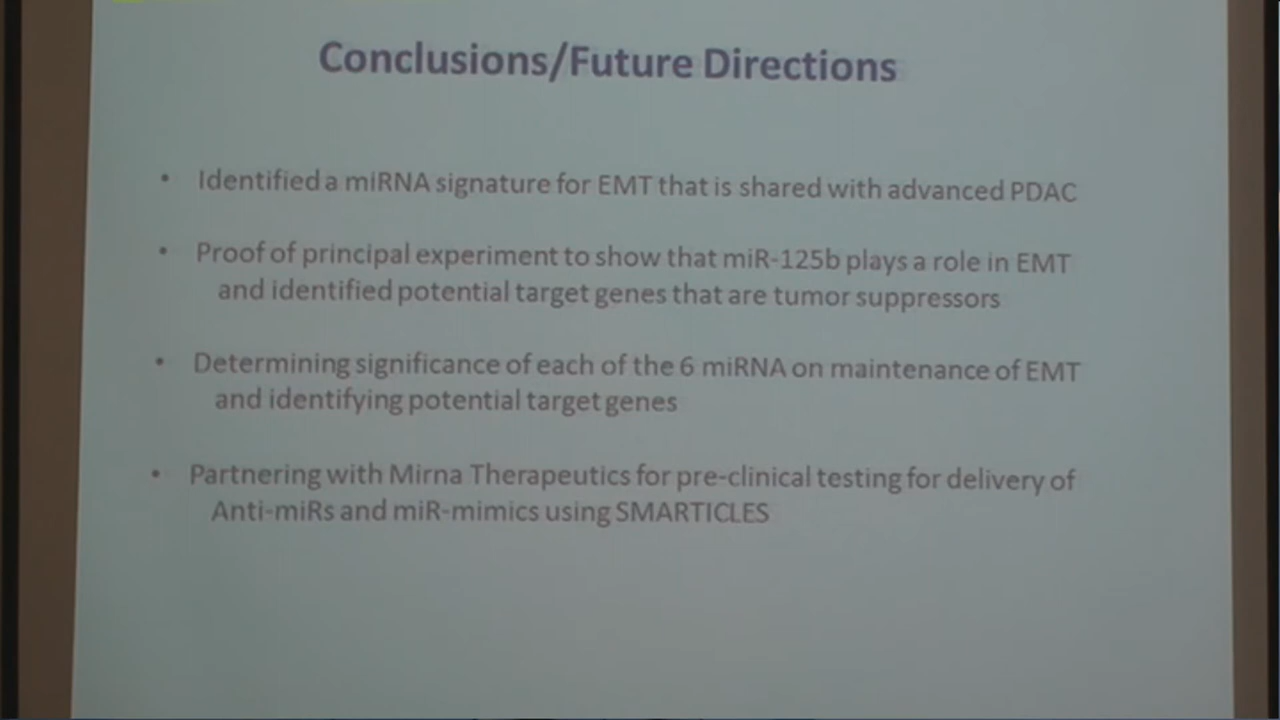 Conclusions/Future Directions
• Identified a miRNA signature for EMT that is shared with advanced PDAC
• Proof of principal experiment to show that miR-125b plays a role in EMT
and identified potential target genes that are tumor suppressors
• Determining significance of each of the 6 miRNA on maintenance of EMT
and identifying potential target genes
• Partnering with Mirna Therapeutics for pre-clinical testing for delivery of
Anti-miRs and miR-mimics using SMARTICLES